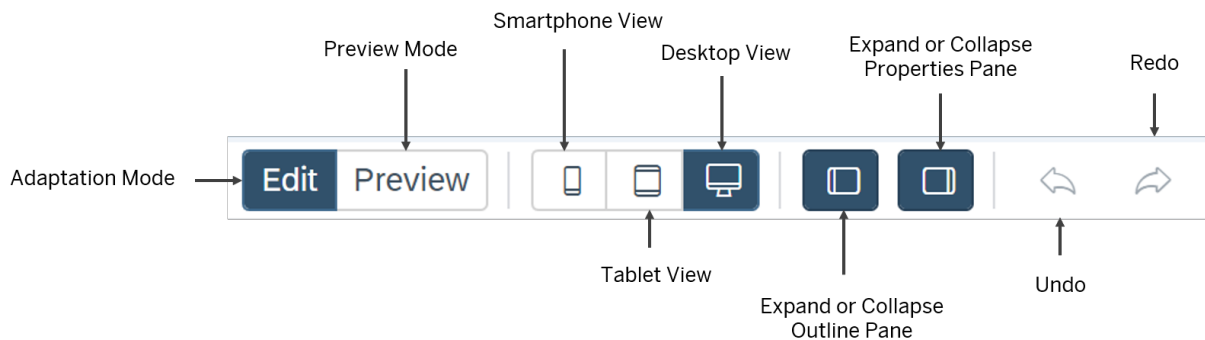 Smartphone View
Preview Mode
Desktop View
Expand or Collapse
Properties Pane
Redo
Adaptation Mode
Edit
Preview
Tablet View
Undo
Expand or Collapse
Outline Pane